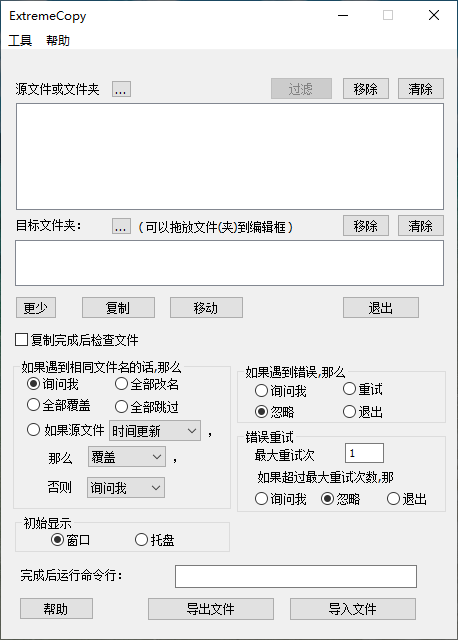 ExtremeCopy
工具 帮助
源文件或文件夹 ... 过滤 移除 清除
目标文件夹： ... (可以拖放文件(夹)到编辑框) 移除 清除
更少 复制 移动 退出
复制完成后检查文件
如果遇到相同文件名的话,那么
询问我 全部改名
全部覆盖 全部跳过
如果源文件 时间更新 ，
那么 覆盖 ，
否则 询问我
如果遇到错误,那么
询问我 重试
忽略 退出
错误重试
最大重试次 1
如果超过最大重试次数,那
询问我 忽略 退出
初始显示
窗口 托盘
完成后运行命令行：
帮助 导出文件 导入文件